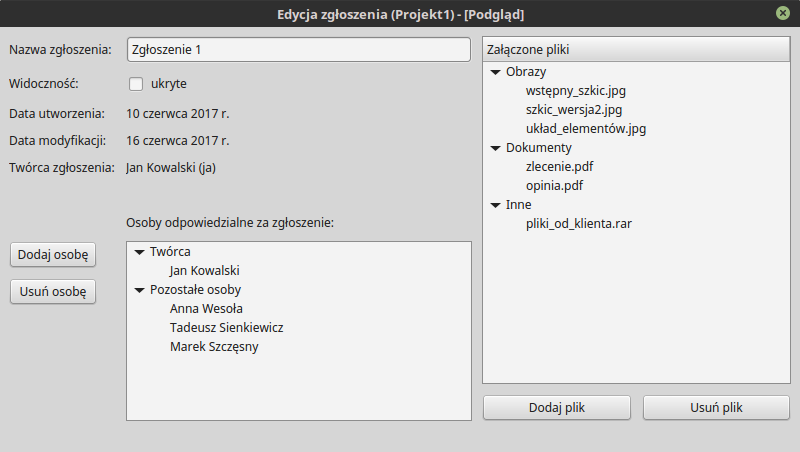 Edycja zgłoszenia (Projekt1) - [Podgląd]
Nazwa zgłoszenia: Zgłoszenie 1
Widoczność: ukryte
Data utworzenia: 10 czerwca 2017 r.
Data modyfikacji: 16 czerwca 2017 r.
Twórca zgłoszenia: Jan Kowalski (ja)
Osoby odpowiedzialne za zgłoszenie:
Dodaj osobę
Usuń osobę
Twórca
Jan Kowalski
Pozostałe osoby
Anna Wesoła
Tadeusz Sienkiewicz
Marek Szczęsny
Załączone pliki
Obrazy
wstępny_szkic.jpg
szkic_wersja2.jpg
układ_elementów.jpg
Dokumenty
zlecenie.pdf
opinia.pdf
Inne
pliki_od_klienta.rar
Dodaj plik
Usuń plik